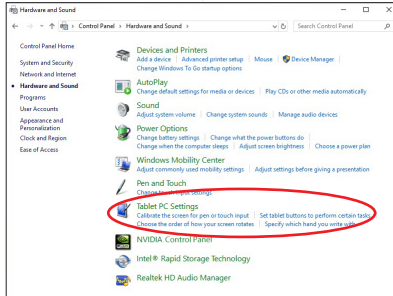 Hardware and Sound
Control Panel > Hardware and Sound >
Search Control Panel
Control Panel Home
System and Security
Network and Internet
Hardware and Sound
Programs
User Accounts
Appearance and
Personalization
Clock and Region
Ease of Access
Devices and Printers
Add a device | Advanced printer setup | Mouse | Device Manager |
Change Windows To Go startup options
AutoPlay
Change default settings for media or devices | Play CDs or other media automatically
Sound
Adjust system volume | Change system sounds | Manage audio devices
Power Options
Change battery settings | Change what the power buttons do |
Change when the computer sleeps | Adjust screen brightness | Choose a power plan
Windows Mobility Center
Adjust commonly used mobility settings | Adjust settings before giving a presentation
Pen and Touch
Change touch input settings
Tablet PC Settings
Calibrate the screen for pen or touch input | Set tablet buttons to perform certain tasks
Choose the order of how your screen rotates | Specify which hand you write with
NVIDIA Control Panel
Intel® Rapid Storage Technology
Realtek HD Audio Manager